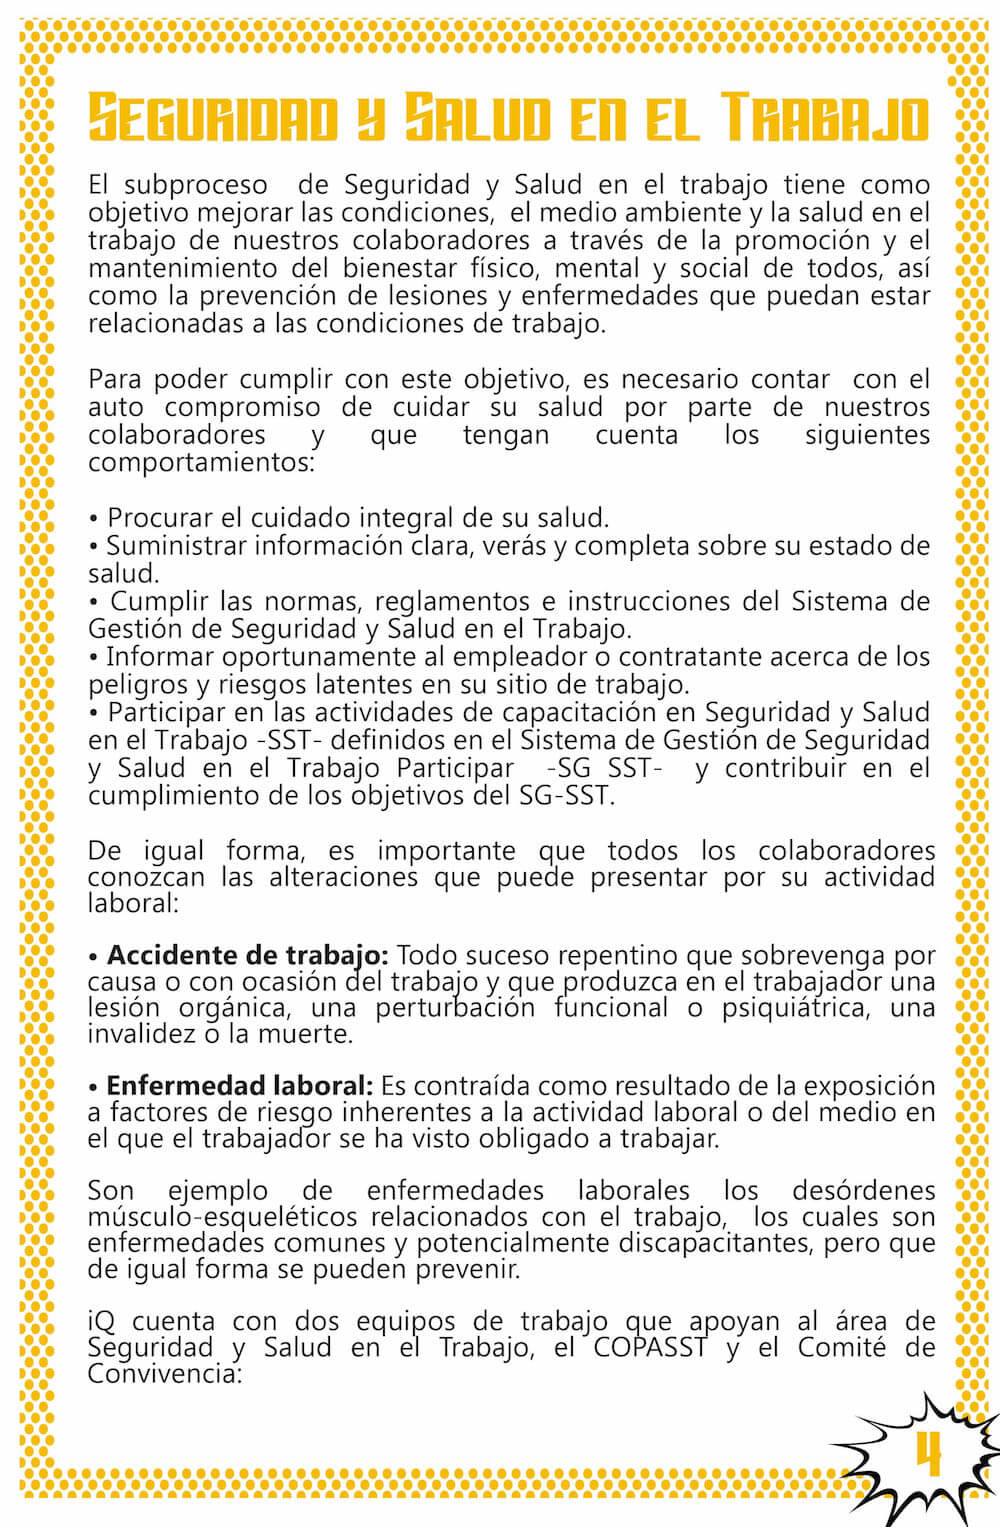 Seguridad y Salud en el Trabajo
El subproceso de Seguridad y Salud en el trabajo tiene como
objetivo mejorar las condiciones, el medio ambiente y la salud en el
trabajo de nuestros colaboradores a través de la promoción y el
mantenimiento del bienestar físico, mental y social de todos, así
como la prevención de lesiones y enfermedades que puedan estar
relacionadas a las condiciones de trabajo.
Para poder cumplir con este objetivo, es necesario contar con el
auto compromiso de cuidar su salud por parte de nuestros
colaboradores y que tengan cuenta los siguientes
comportamientos:
• Procurar el cuidado integral de su salud.
• Suministrar información clara, verás y completa sobre su estado de
salud.
• Cumplir las normas, reglamentos e instrucciones del Sistema de
Gestión de Seguridad y Salud en el Trabajo.
• Informar oportunamente al empleador o contratante acerca de los
peligros y riesgos latentes en su sitio de trabajo.
• Participar en las actividades de capacitación en Seguridad y Salud
en el Trabajo -SST- definidos en el Sistema de Gestión de Seguridad
y Salud en el Trabajo Participar -SG SST- y contribuir en el
cumplimiento de los objetivos del SG-SST.
De igual forma, es importante que todos los colaboradores
conozcan las alteraciones que puede presentar por su actividad
laboral:
• Accidente de trabajo: Todo suceso repentino que sobrevenga por
causa o con ocasión del trabajo y que produzca en el trabajador una
lesión orgánica, una perturbación funcional o psiquiátrica, una
invalidez o la muerte.
• Enfermedad laboral: Es contraída como resultado de la exposición
a factores de riesgo inherentes a la actividad laboral o del medio en
el que el trabajador se ha visto obligado a trabajar.
Son ejemplo de enfermedades laborales los desórdenes
músculo-esqueléticos relacionados con el trabajo, los cuales son
enfermedades comunes y potencialmente discapacitantes, pero que
de igual forma se pueden prevenir.
iQ cuenta con dos equipos de trabajo que apoyan al área de
Seguridad y Salud en el Trabajo, el COPASST y el Comité de
Convivencia:
4